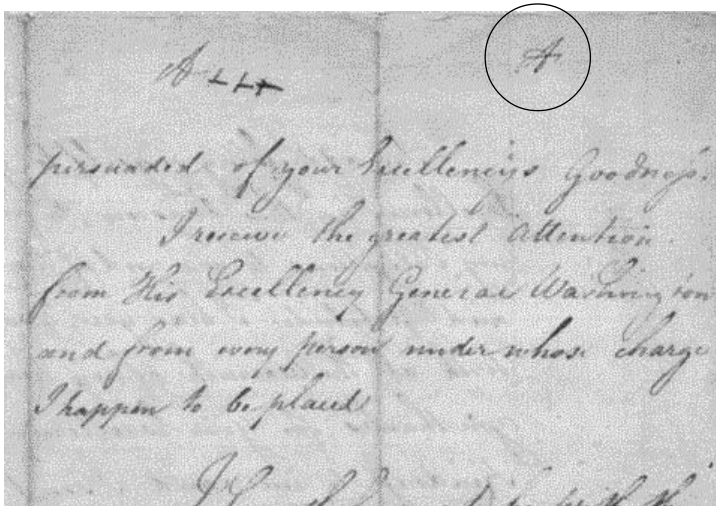 A
A
persuaded of your Excellency's Goodness.
I receive the greatest Attention
from His Excellency General Washington
and from every person under whose charge
I happen to be placed